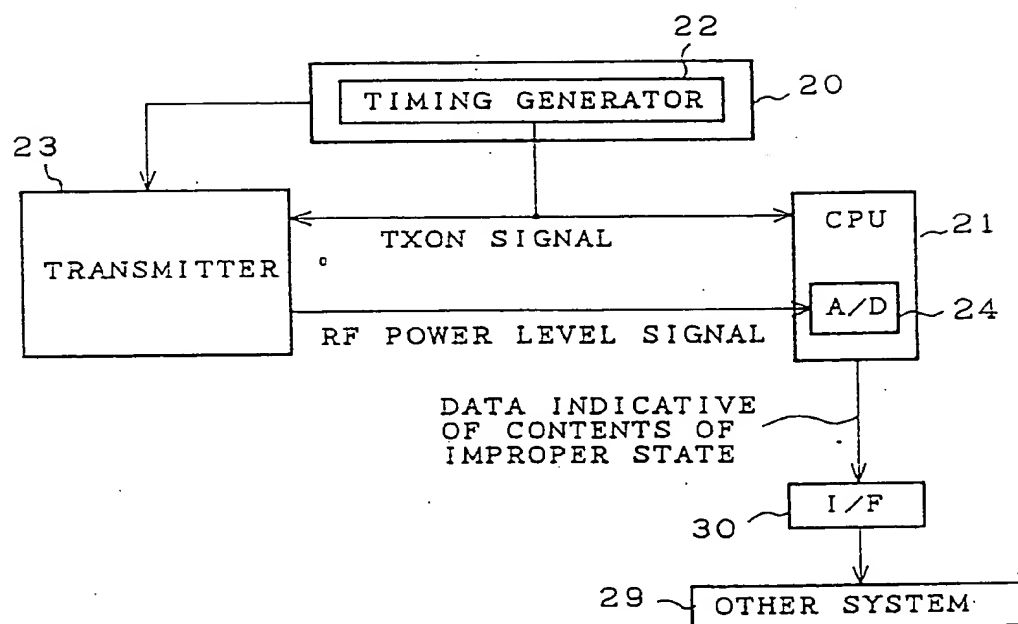 22
TIMING GENERATOR
20
23
TRANSMITTER
TXON SIGNAL
CPU
21
A/D
24
RF POWER LEVEL SIGNAL
DATA INDICATIVE
OF CONTENTS OF
IMPROPER STATE
I/F
30
29
OTHER SYSTEM